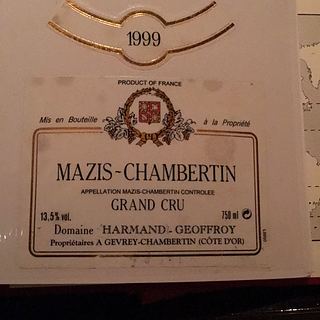 1999
PRODUCT OF FRANCE
Mis en Bouteille à la Propriété
MAZIS~CHAMBERTIN
APPELLATION MAZIS-CHAMBERTIN CONTROLEE
GRAND CRU
13,5% vol. 750 ml
Domaine HARMAND - GEOFFROY
Propriétaires A GEVREY-CHAMBERTIN (CÔTE D'OR)